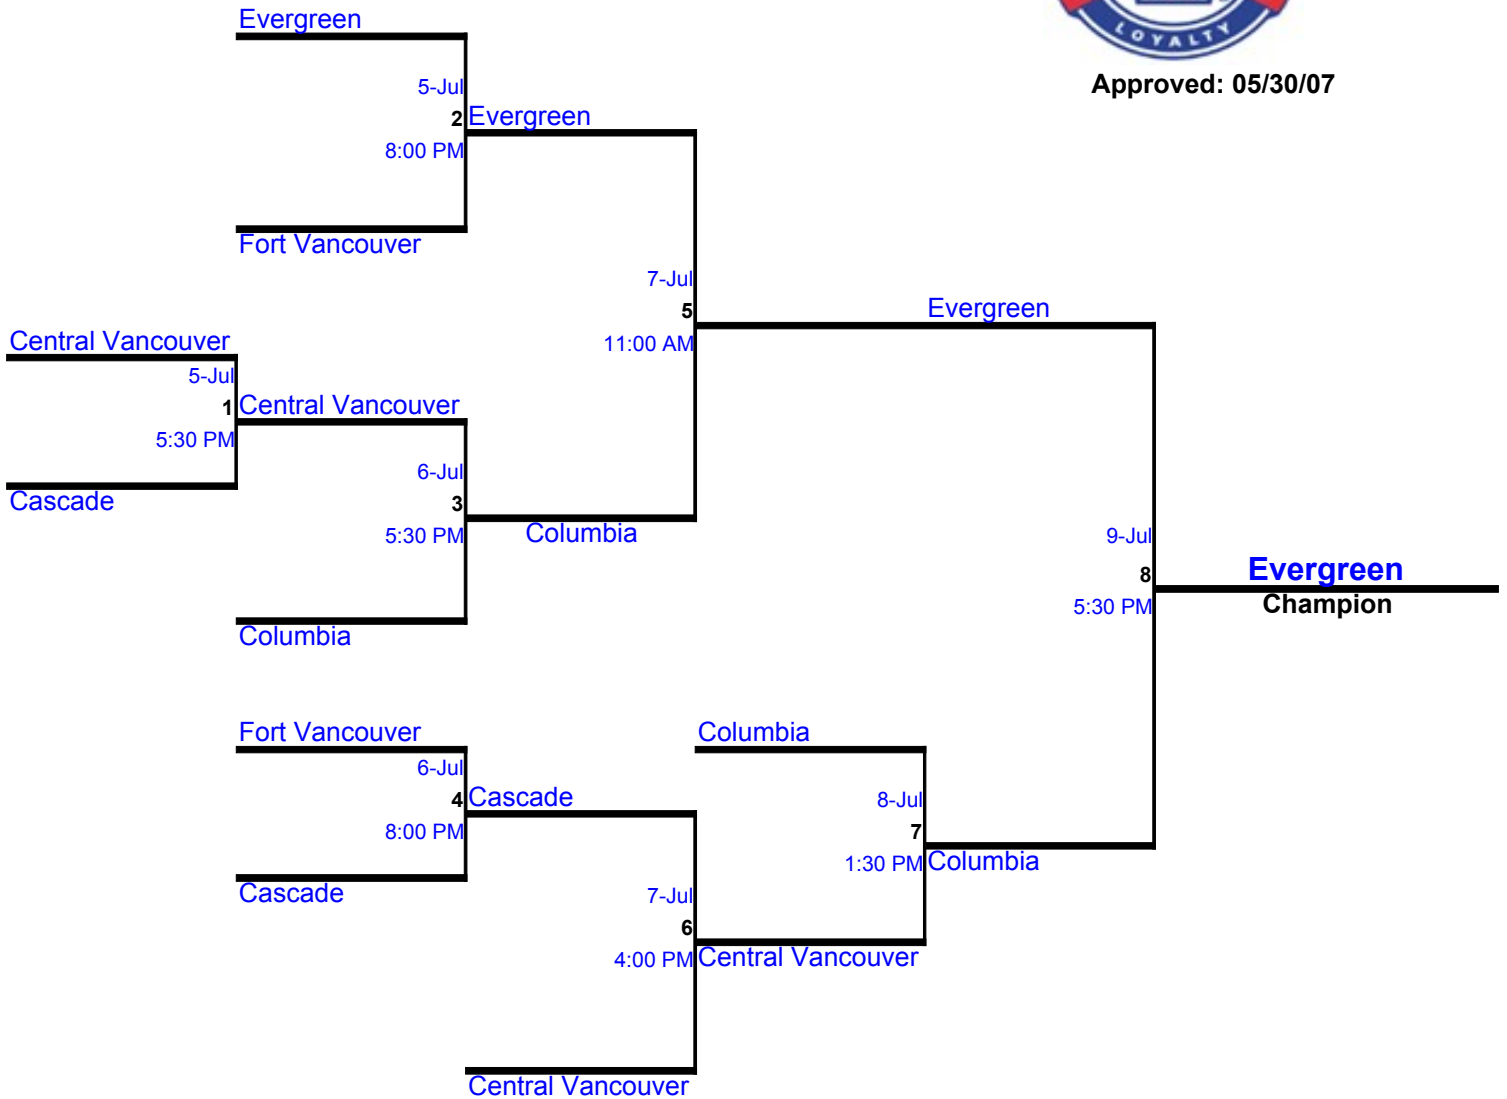 LOYALTY
Approved: 05/30/07
Evergreen
5-Jul
2 Evergreen
8:00 PM
Fort Vancouver
7-Jul
5
Evergreen
11:00 AM
Central Vancouver
5-Jul
1 Central Vancouver
5:30 PM
Cascade
6-Jul
3
5:30 PM
Columbia
Columbia
9-Jul
8
5:30 PM
Evergreen
Champion
Fort Vancouver
6-Jul
4 Cascade
8:00 PM
Cascade
Columbia
8-Jul
7
1:30 PM Columbia
7-Jul
6
4:00 PM Central Vancouver
Central Vancouver